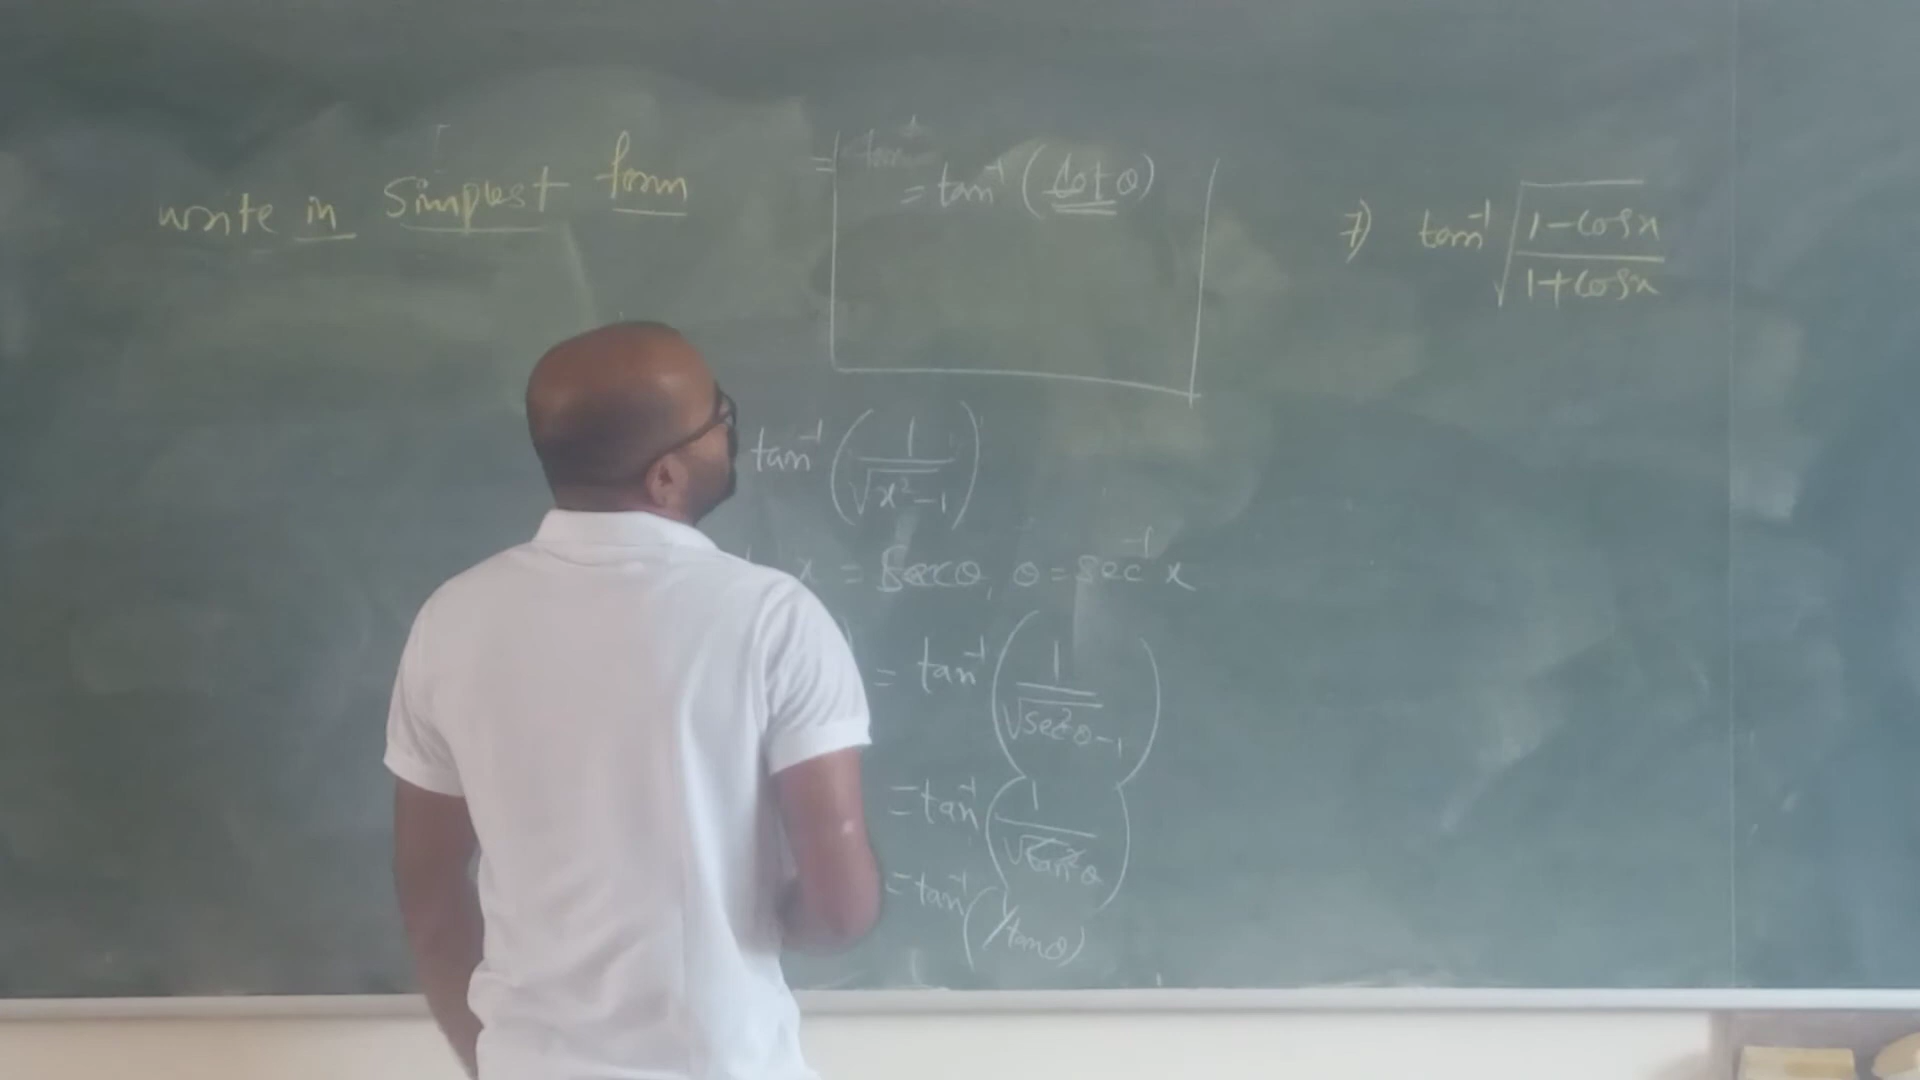 write in simplest form
= tan⁻¹ (cot θ)
tan⁻¹ (1/√(x²-1))
x = secθ, θ = sec⁻¹ x
= tan⁻¹ (1/√(sec²θ-1))
= tan⁻¹ (1/√(tan²θ))
= tan⁻¹ (1/tanθ)
7) tan⁻¹ √((1-cosx)/(1+cosx))